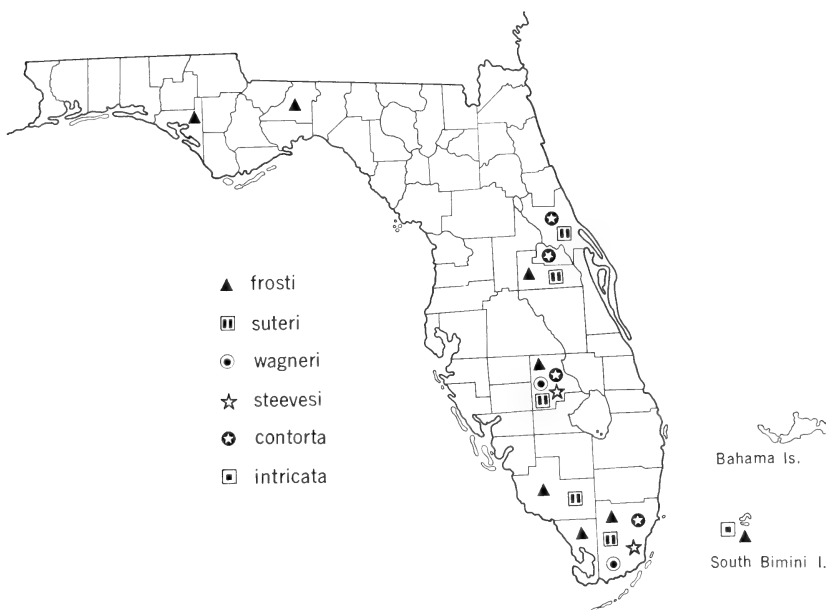 frosti
suteri
wagneri
steevesi
contorta
intricata
Bahama Is.
South Bimini I.